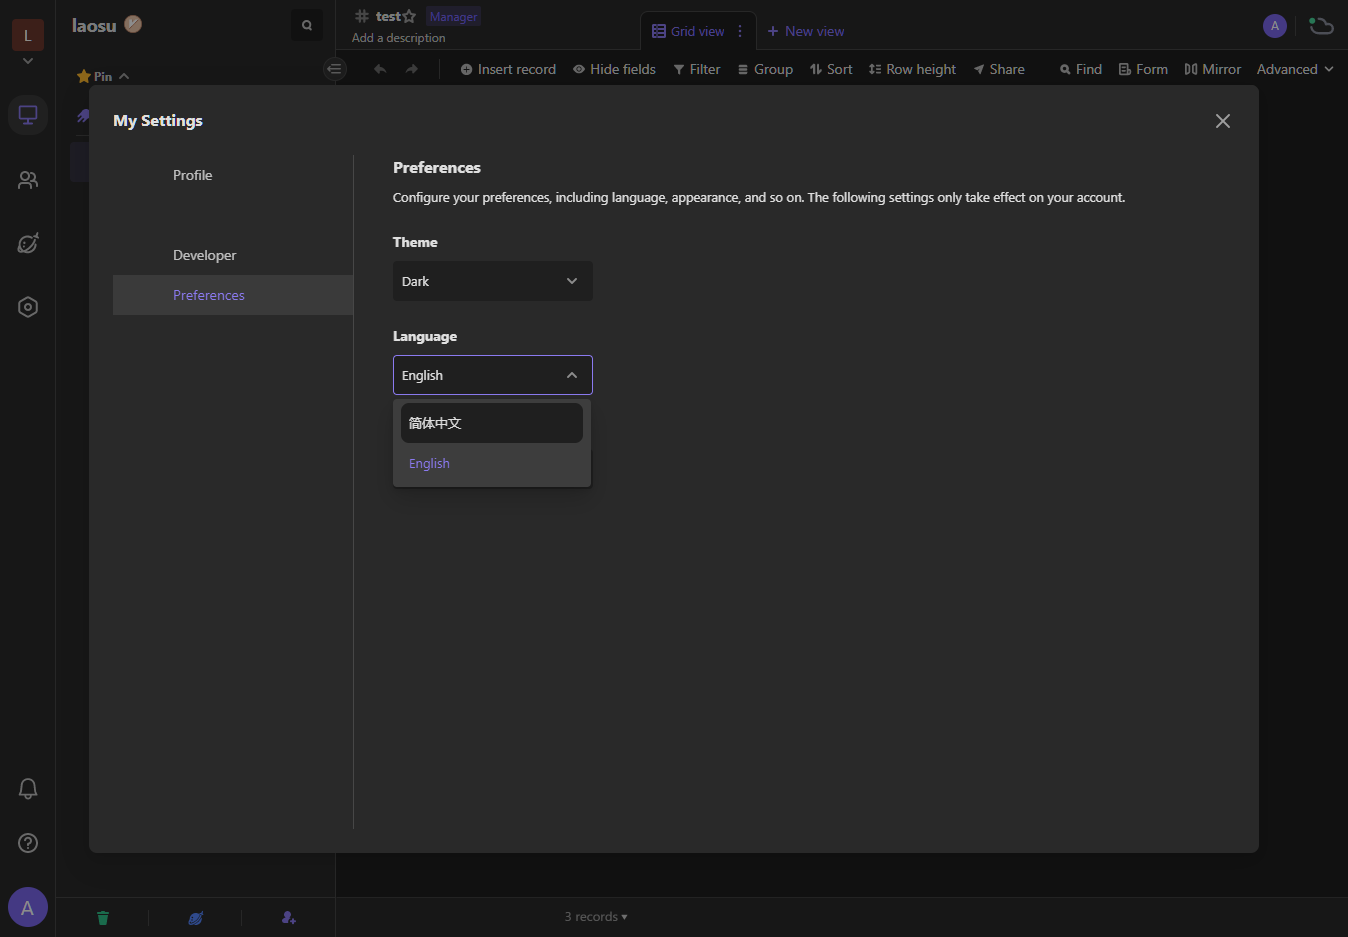 L
laosu
Pin
test
Manager
Add a description
Grid view
New view
A
Insert record
Hide fields
Filter
Group
Sort
Row height
Share
Find
Form
Mirror
Advanced
My Settings
Profile
Developer
Preferences
Preferences
Configure your preferences, including language, appearance, and so on. The following settings only take effect on your account.
Theme
Dark
Language
English
简体中文
English
A
3 records